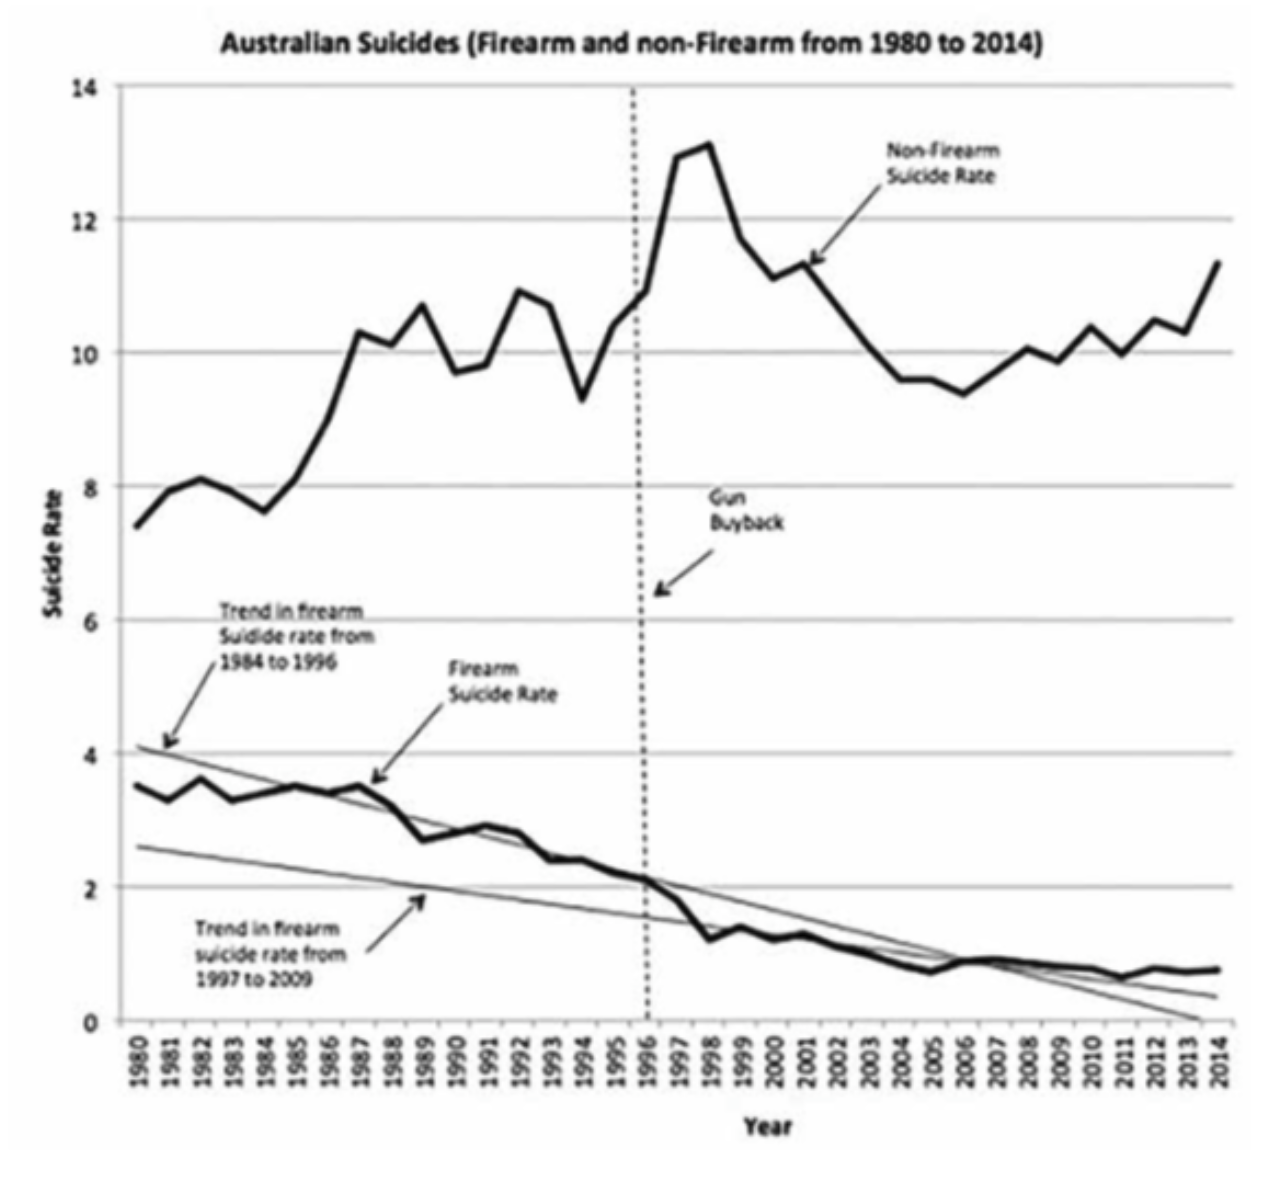 Australian Suicides (Firearm and non-Firearm from 1980 to 2014)
14
12
10
8
6
4
2
0
Suicide Rate
Non-Firearm
Suicide Rate
Gun
Buyback
Trend in firearm
Suidide rate from
1984 to 1996
Firearm
Suicide Rate
Trend in firearm
suicide rate from
1997 to 2009
1980
1981
1982
1983
1984
1985
1986
1987
1988
1989
1990
1991
1992
1993
1994
1995
1996
1997
1998
1999
2000
2001
2002
2003
2004
2005
2006
2007
2008
2009
2010
2011
2012
2013
2014
Year